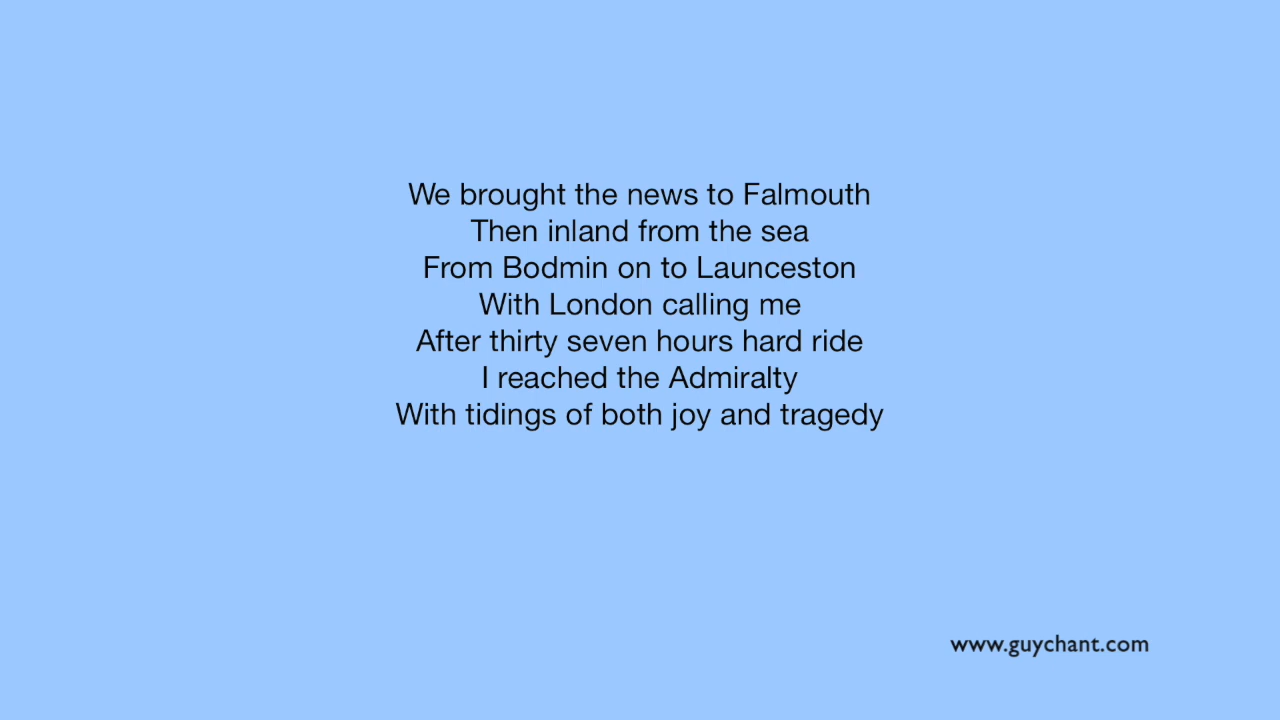 We brought the news to Falmouth
Then inland from the sea
From Bodmin on to Launceston
With London calling me
After thirty seven hours hard ride
I reached the Admiralty
With tidings of both joy and tragedy
www.guychant.com